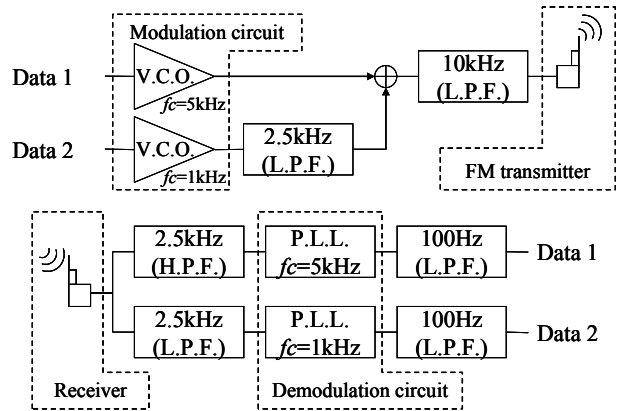 Modulation circuit
Data 1
V.C.O.
fc=5kHz
10kHz
(L.P.F.)
Data 2
V.C.O.
fc=1kHz
2.5kHz
(L.P.F.)
FM transmitter
2.5kHz
(H.P.F.)
P.L.L.
fc=5kHz
100Hz
(L.P.F.)
Data 1
2.5kHz
(L.P.F.)
P.L.L.
fc=1kHz
100Hz
(L.P.F.)
Data 2
Receiver
Demodulation circuit